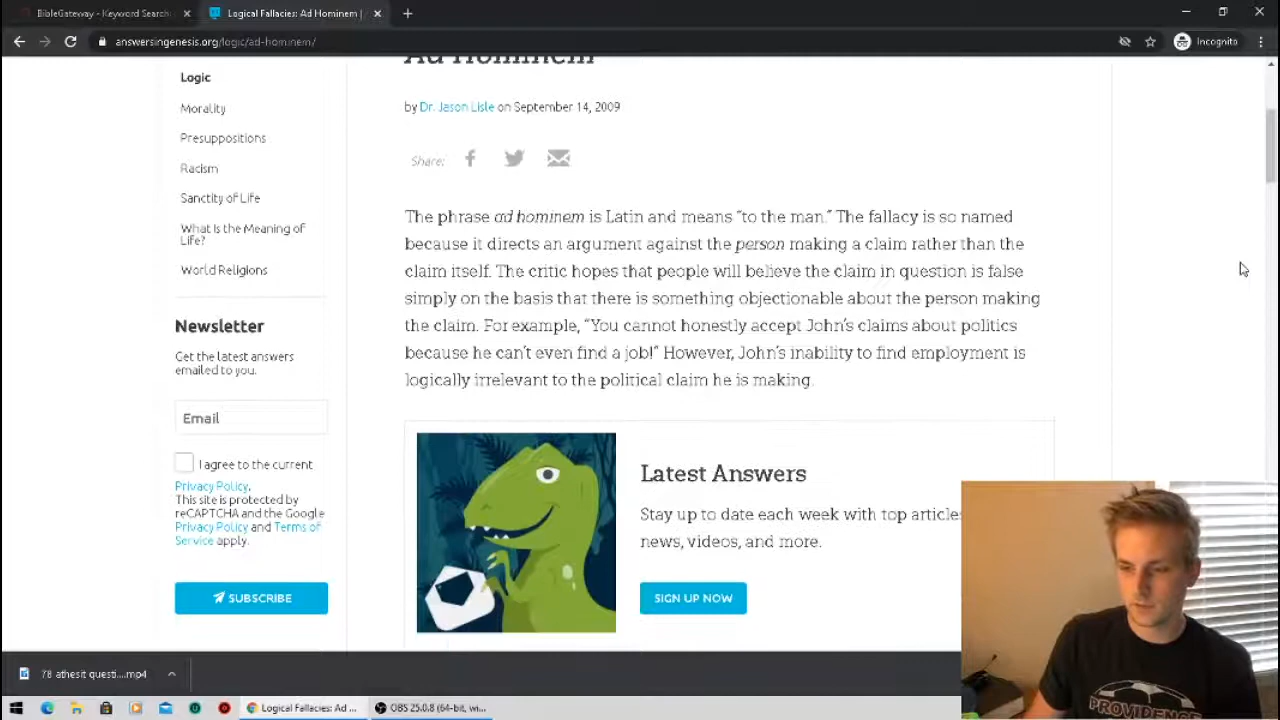 BibleGateway - Keyword Search:
Logical Fallacies: Ad Hominem |
answersingenesis.org/logic/ad-hominem/
Incognito
Ad Hominem
Logic
Morality
Presuppositions
Racism
Sanctity of Life
What Is the Meaning of
Life?
World Religions
Newsletter
Get the latest answers
emailed to you.
Email
I agree to the current
Privacy Policy.
This site is protected by
reCAPTCHA and the Google
Privacy Policy and Terms of
Service apply.
SUBSCRIBE
by Dr. Jason Lisle on September 14, 2009
Share:
The phrase ad hominem is Latin and means “to the man.” The fallacy is so named
because it directs an argument against the person making a claim rather than the
claim itself. The critic hopes that people will believe the claim in question is false
simply on the basis that there is something objectionable about the person making
the claim. For example, “You cannot honestly accept John’s claims about politics
because he can’t even find a job!” However, John’s inability to find employment is
logically irrelevant to the political claim he is making.
Latest Answers
Stay up to date each week with top articles
news, videos, and more.
SIGN UP NOW
PROVIDENCE
78 athesit questi....mp4
Logical Fallacies: Ad ...
OBS 25.0.8 (64-bit, wi...